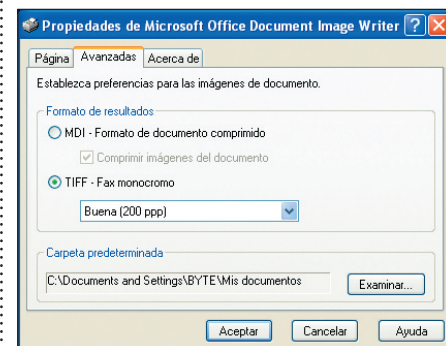 Propiedades de Microsoft Office Document Image Writer
Página Avanzadas Acerca de
Establezca preferencias para las imágenes de documento.
Formato de resultados
MDI - Formato de documento comprimido
Comprimir imágenes del documento
TIFF - Fax monocromo
Buena (200 ppp)
Carpeta predeterminada
C:\Documents and Settings\BYTE\Mis documentos Examinar...
Aceptar Cancelar Ayuda